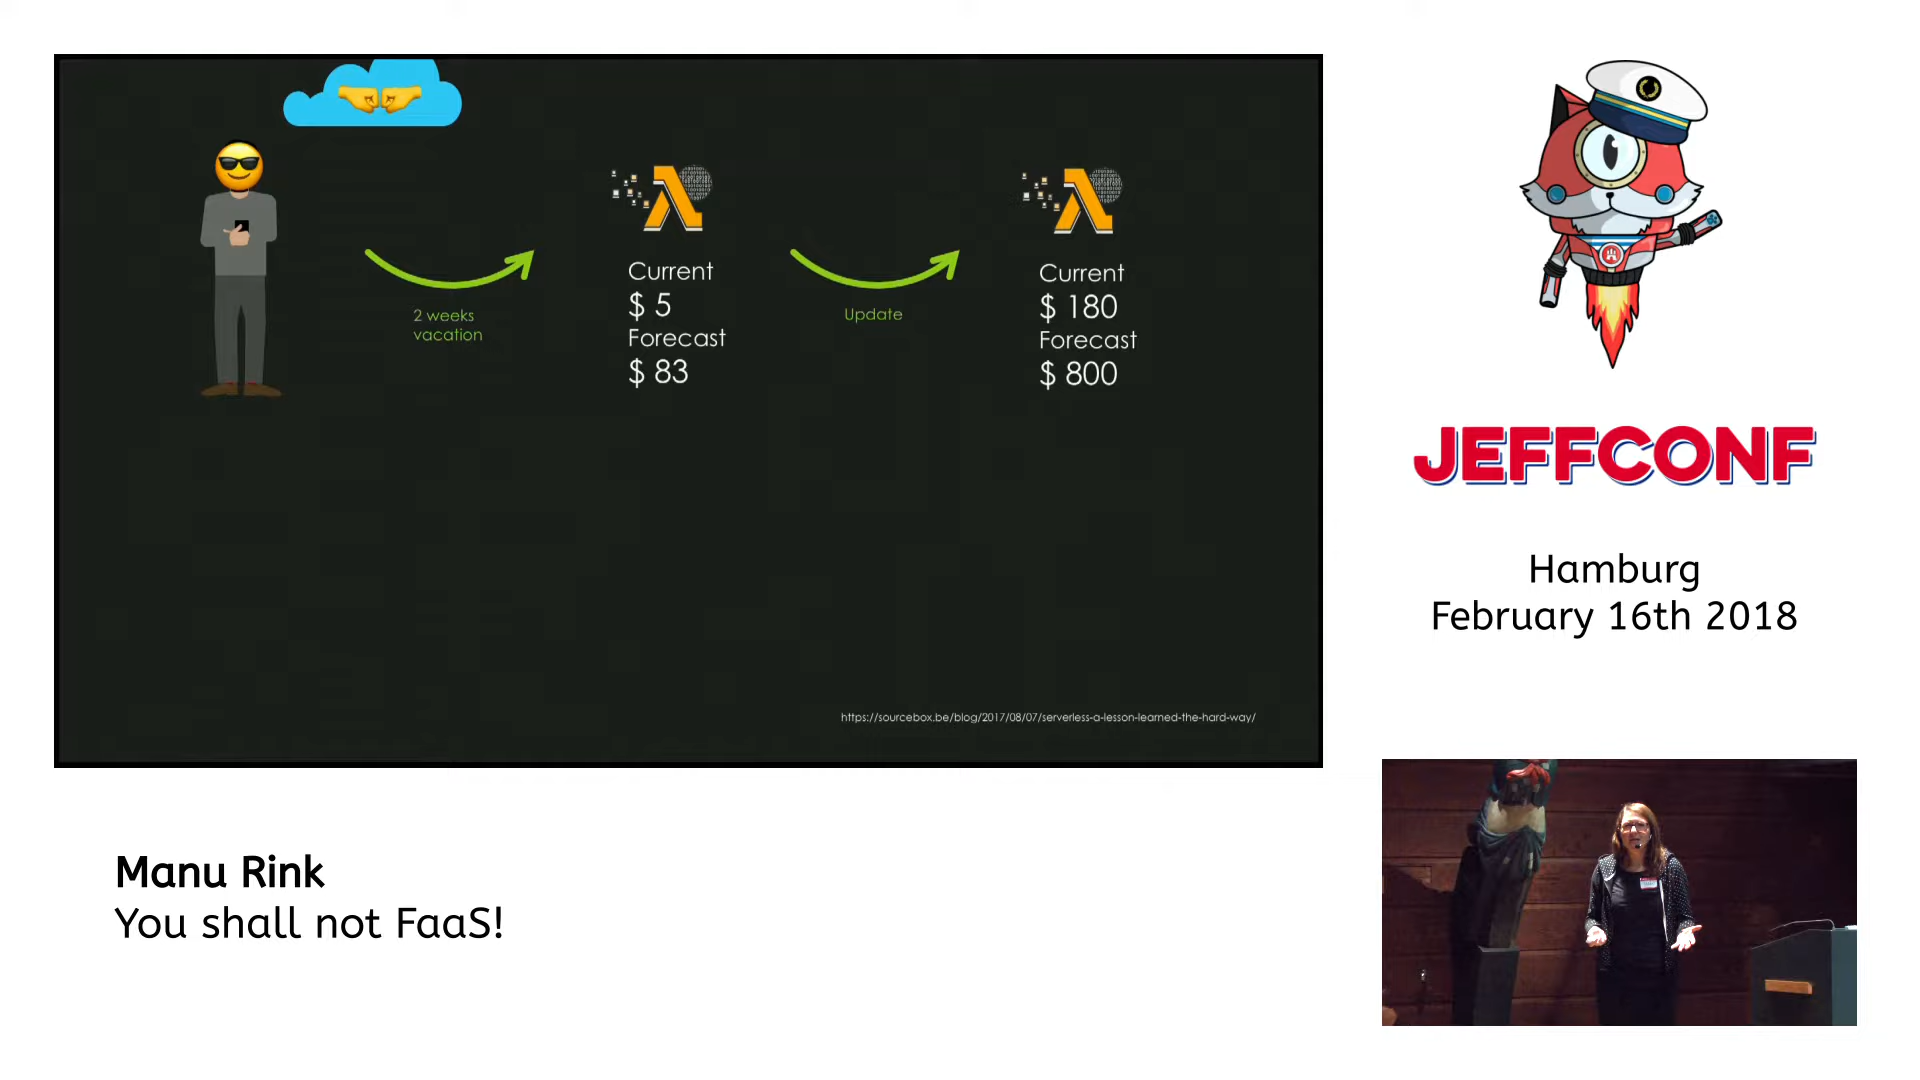 2 weeks
vacation
Current
$ 5
Forecast
$ 83
Update
Current
$ 180
Forecast
$ 800
https://sourcebox.be/blog/2017/08/07/serverless-a-lesson-learned-the-hard-way/
JEFFCONF
Hamburg
February 16th 2018
Manu Rink
You shall not FaaS!